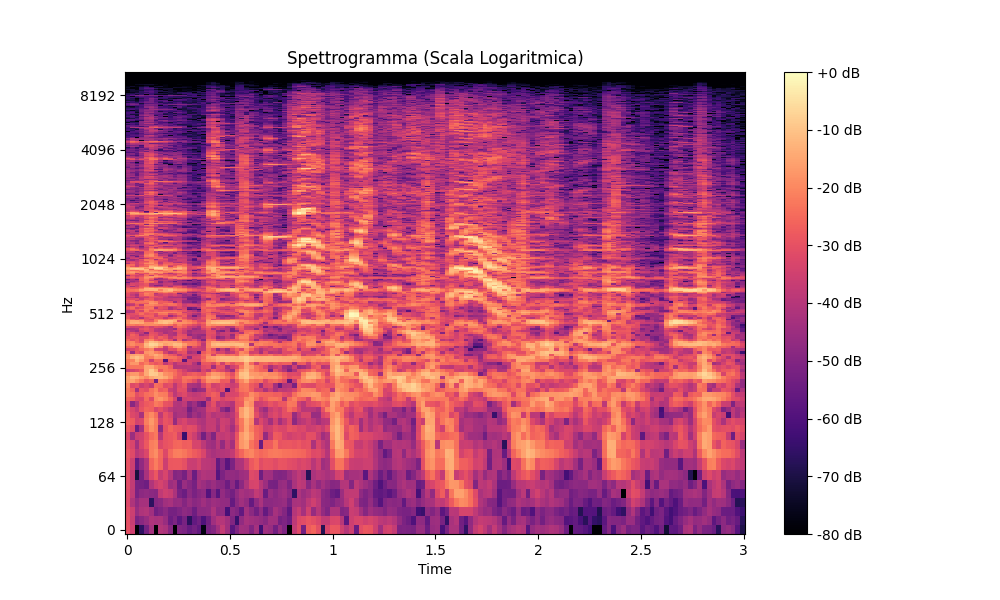 Spettrogramma (Scala Logaritmica)
8192
4096
2048
1024
512
256
128
64
0
Hz
0
0.5
1
1.5
2
2.5
3
Time
+0 dB
-10 dB
-20 dB
-30 dB
-40 dB
-50 dB
-60 dB
-70 dB
-80 dB